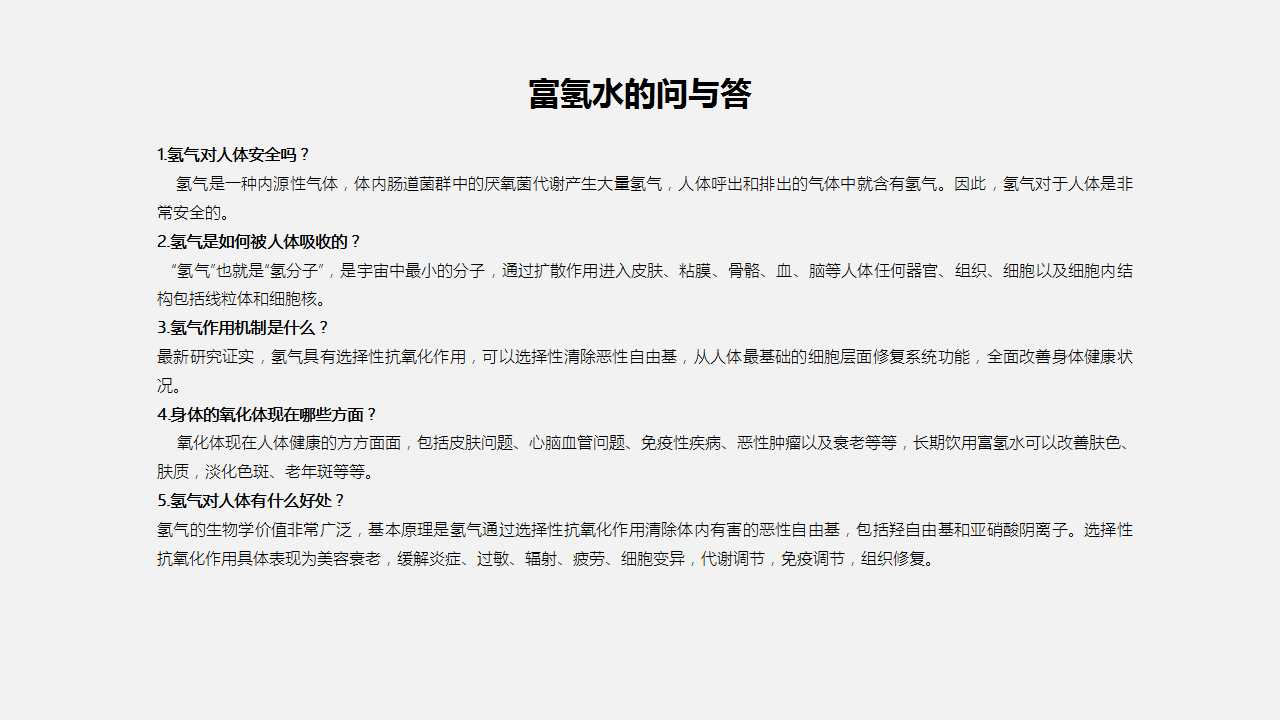 富氢水的问与答
1.氢气对人体安全吗？
氢气是一种内源性气体，体内肠道菌群中的厌氧菌代谢产生大量氢气，人体呼出和排出的气体中就含有氢气。因此，氢气对于人体是非
常安全的。
2.氢气是如何被人体吸收的？
“氢气”也就是“氢分子”，是宇宙中最小的分子，通过扩散作用进入皮肤、粘膜、骨骼、血、脑等人体任何器官、组织、细胞以及细胞内结
构包括线粒体和细胞核。
3.氢气作用机制是什么？
最新研究证实，氢气具有选择性抗氧化作用，可以选择性清除恶性自由基，从人体最基础的细胞层面修复系统功能，全面改善身体健康状
况。
4.身体的氧化体现在哪些方面？
氧化体现在人体健康的方方面面，包括皮肤问题、心脑血管问题、免疫性疾病、恶性肿瘤以及衰老等等，长期饮用富氢水可以改善肤色、
肤质，淡化色斑、老年斑等等。
5.氢气对人体有什么好处？
氢气的生物学价值非常广泛，基本原理是氢气通过选择性抗氧化作用清除体内有害的恶性自由基，包括羟自由基和亚硝酸阴离子。选择性
抗氧化作用具体表现为美容衰老，缓解炎症、过敏、辐射、疲劳、细胞变异，代谢调节，免疫调节，组织修复。